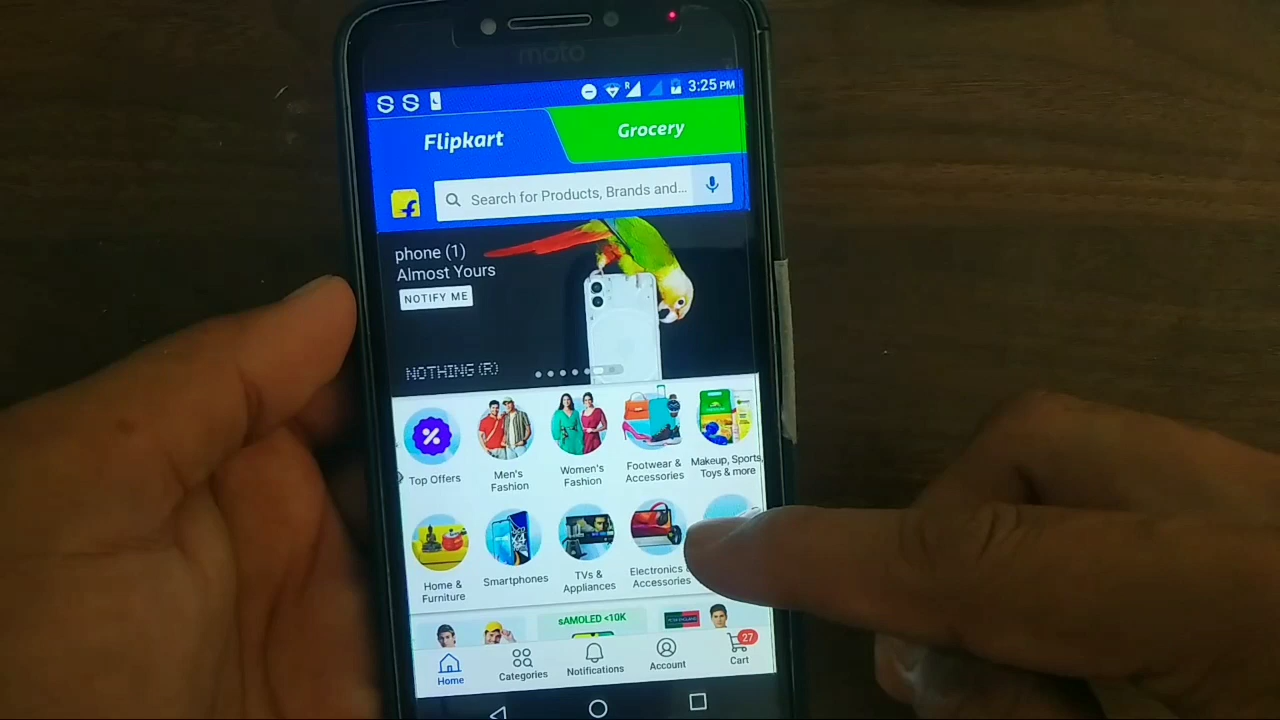 moto
R
3:25 PM
Flipkart
Grocery
Search for Products, Brands and...
phone (1)
Almost Yours
NOTIFY ME
NOTHING (R)
Top Offers
Men's
Fashion
Women's
Fashion
Footwear &
Accessories
Makeup, Sports,
Toys & more
Home &
Furniture
Smartphones
TVs &
Appliances
Electronics &
Accessories
sAMOLED <10K
27
Home
Categories
Notifications
Account
Cart